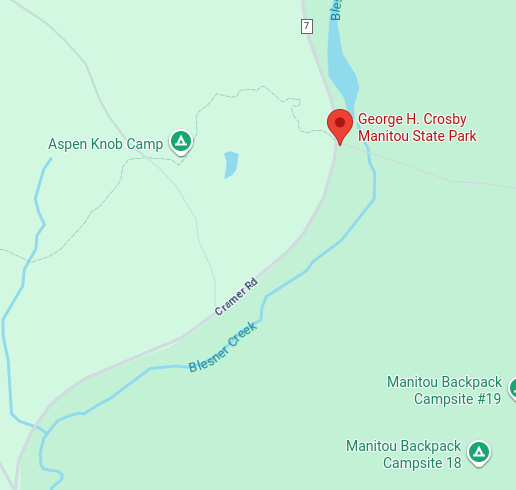 Bles
7
George H. Crosby
Manitou State Park
Aspen Knob Camp
Cramer Rd
Blesner Creek
Manitou Backpack
Campsite #19
Manitou Backpack
Campsite 18